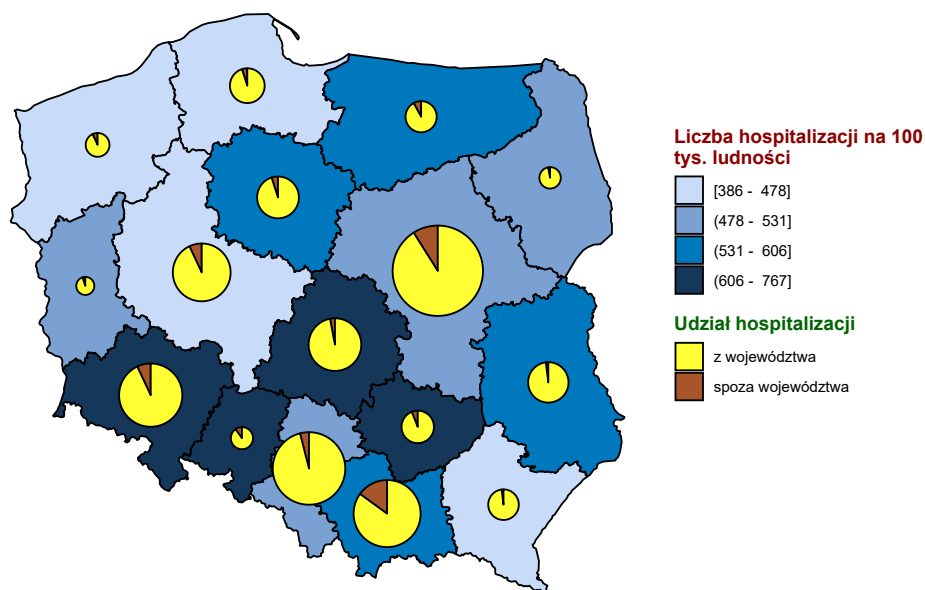 Liczba hospitalizacji na 100
tys. ludności
[386 - 478]
(478 - 531]
(531 - 606]
(606 - 767]
Udział hospitalizacji
z województwa
spoza województwa